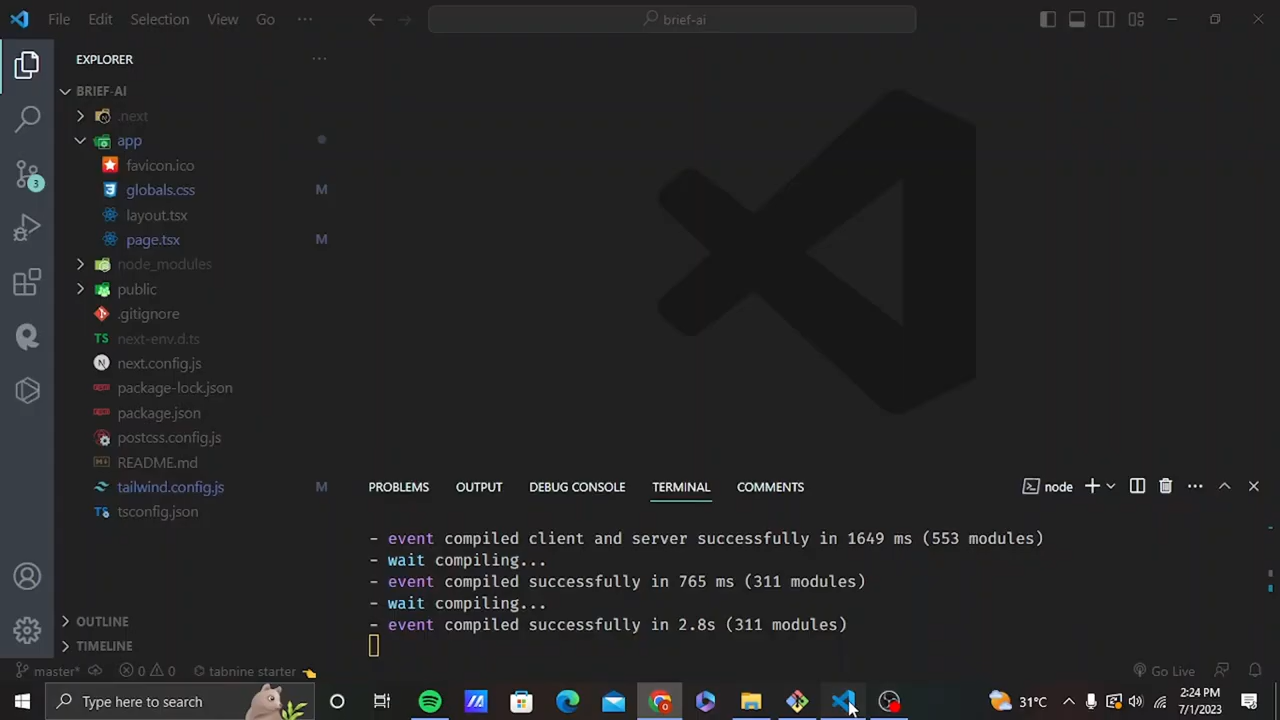 File Edit Selection View Go ··· brief-ai
EXPLORER ···
BRIEF-AI
.next
app
favicon.ico
globals.css M
layout.tsx
page.tsx M
node_modules
public
.gitignore
TS next-env.d.ts
N next.config.js
package-lock.json
package.json
postcss.config.js
README.md
tailwind.config.js M
TS tsconfig.json
3
OUTLINE
TIMELINE
PROBLEMS OUTPUT DEBUG CONSOLE TERMINAL COMMENTS node
- event compiled client and server successfully in 1649 ms (553 modules)
- wait compiling...
- event compiled successfully in 765 ms (311 modules)
- wait compiling...
- event compiled successfully in 2.8s (311 modules)
master* 0 0 tabnine starter Go Live
Type here to search 31°C 2:24 PM
7/1/2023